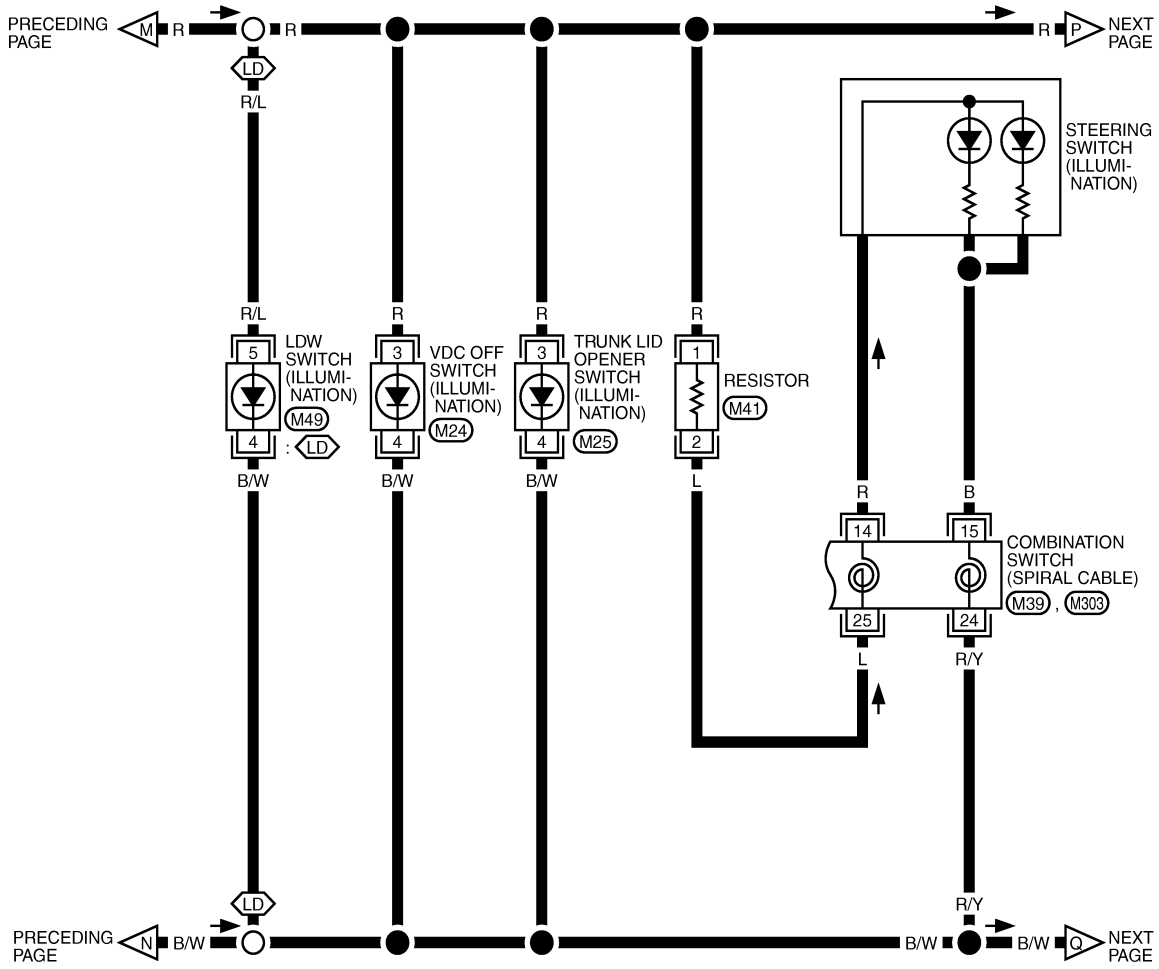 PRECEDING
PAGE
M
R
R
R
P
NEXT
PAGE
LD
R/L
STEERING
SWITCH
(ILLUMI-
NATION)
R/L
R
R
R
5
LDW
SWITCH
(ILLUMI-
NATION)
M49
4
: LD
3
VDC OFF
SWITCH
(ILLUMI-
NATION)
M24
4
3
TRUNK LID
OPENER
SWITCH
(ILLUMI-
NATION)
M25
4
1
RESISTOR
M41
2
B/W
B/W
B/W
L
R
B
14
15
COMBINATION
SWITCH
(SPIRAL CABLE)
M39 , M303
25
24
L
R/Y
LD
R/Y
PRECEDING
PAGE
N
B/W
B/W
B/W
Q
NEXT
PAGE